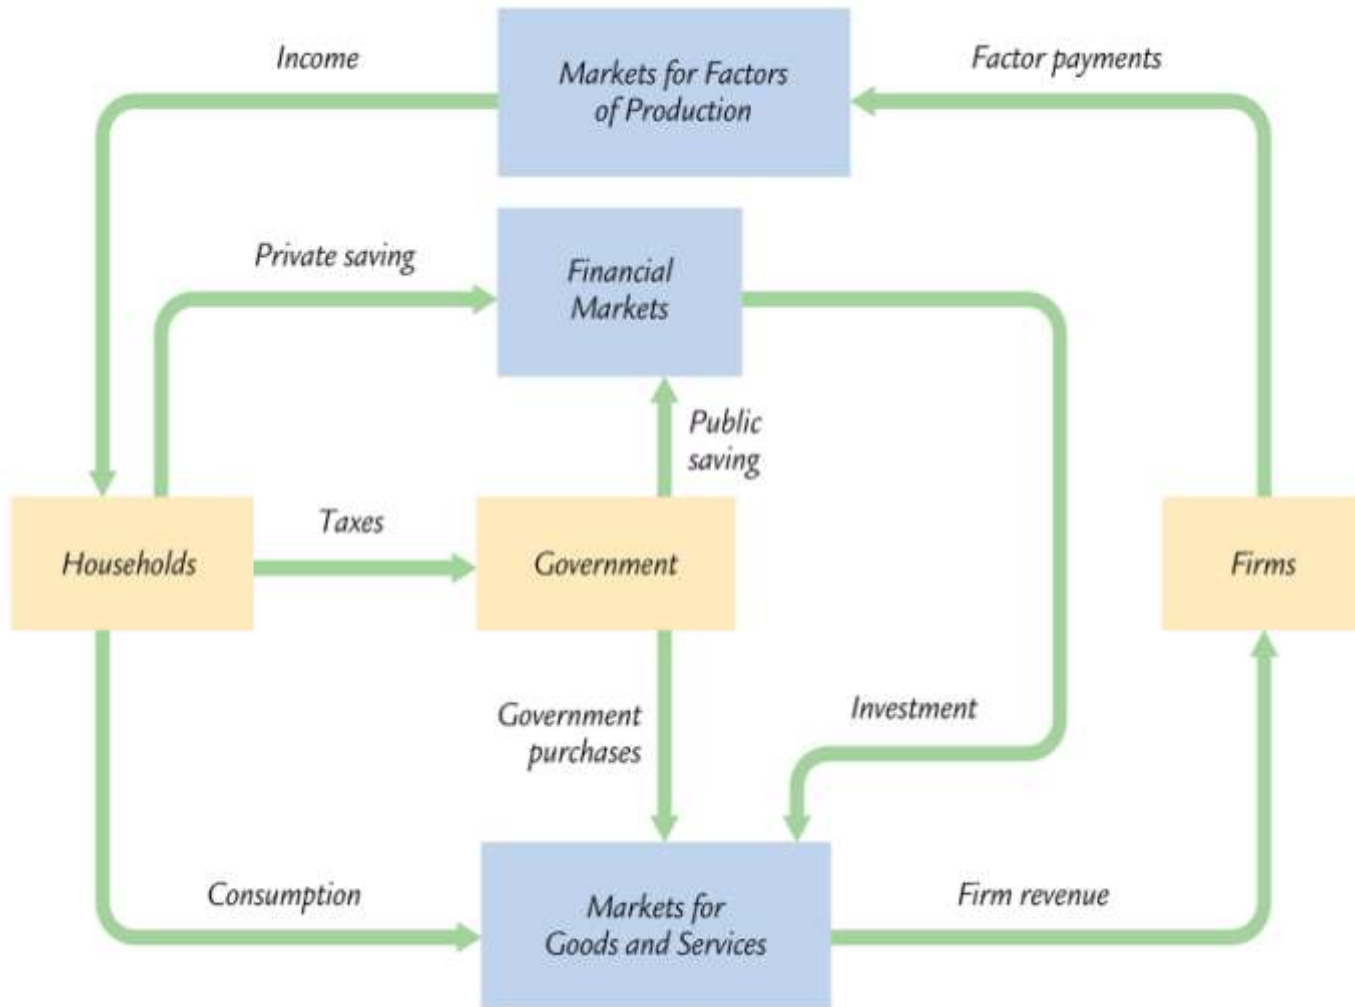 Income
Markets for Factors
of Production
Factor payments
Private saving
Financial
Markets
Public
saving
Households
Taxes
Government
Firms
Government
purchases
Investment
Consumption
Markets for
Goods and Services
Firm revenue